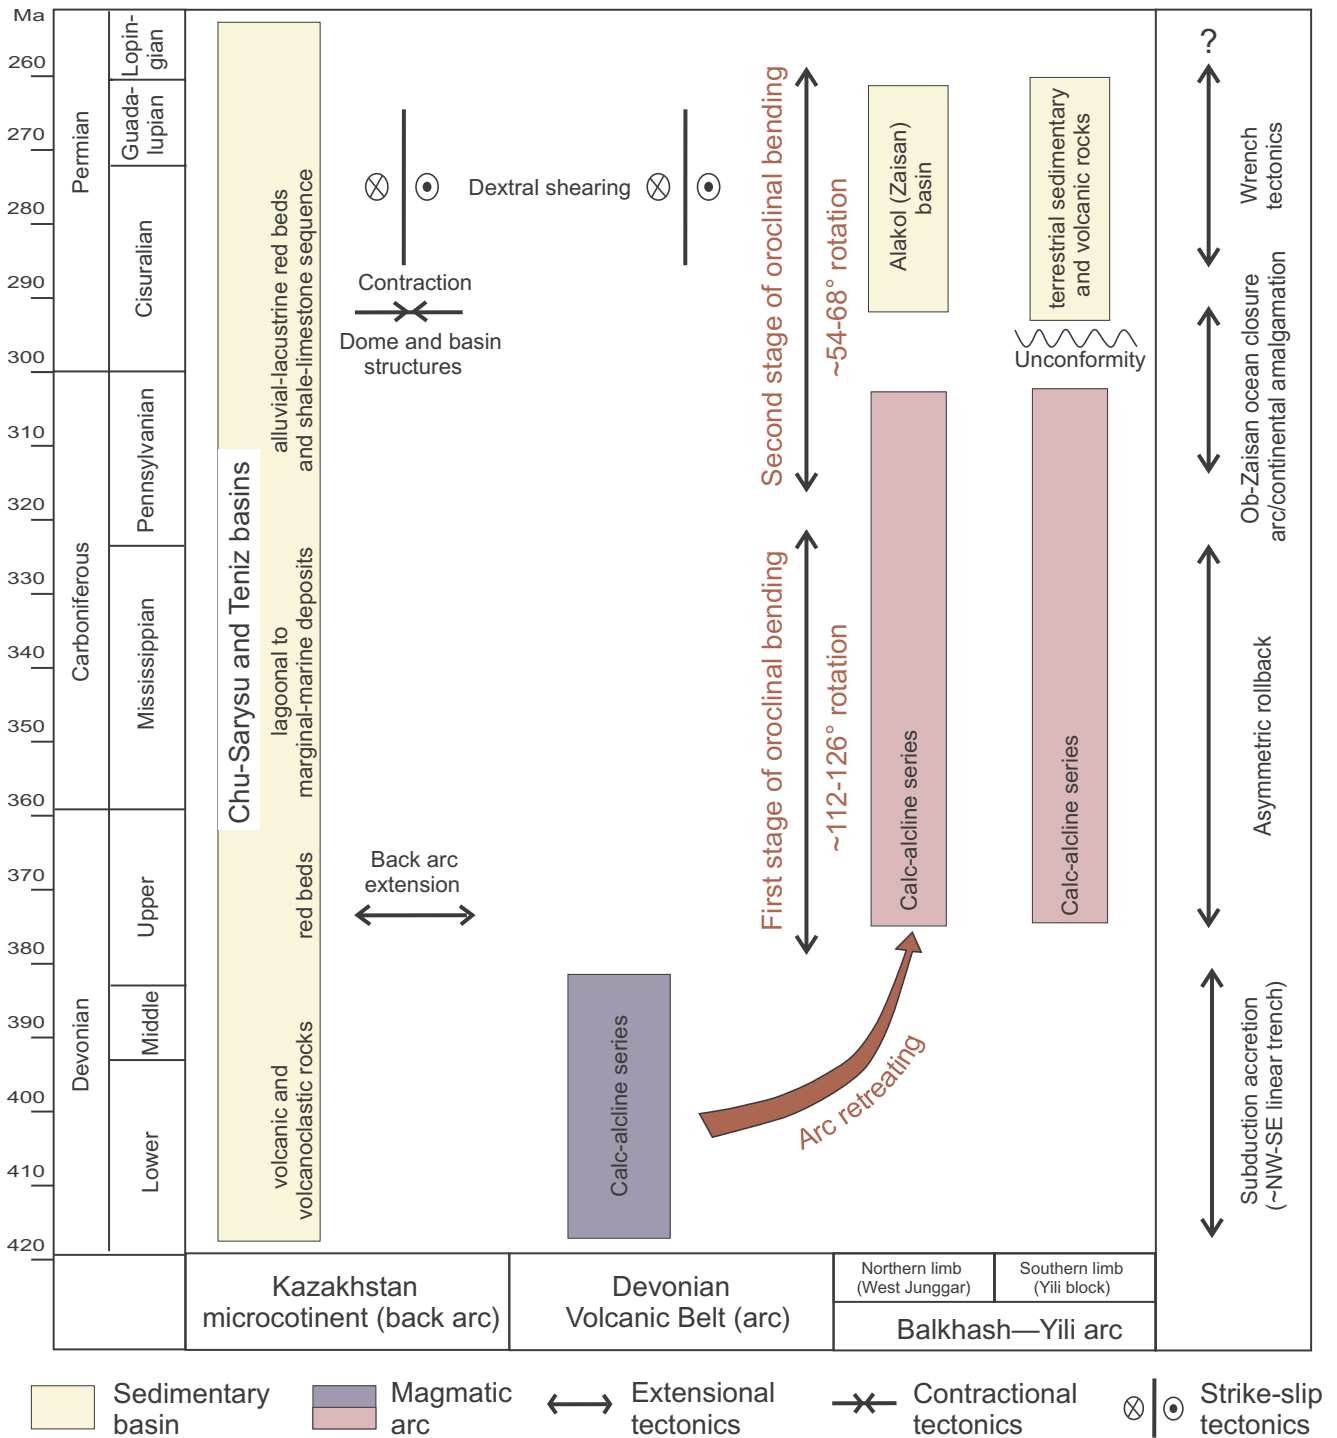 Ma
260
270
280
290
300
310
320
330
340
350
360
370
380
390
400
410
420
Permian
Carboniferous
Devonian
Lopin-
gian
Guada-
lupian
Cisuralian
Pennsylvanian
Mississippian
Upper
Middle
Lower
Chu-Sarysu and Teniz basins
alluvial-lacustrine red beds
and shale-limestone sequence
lagoonal to
marginal-marine deposits
red beds
volcanic and
volcanoclastic rocks
Dextral shearing
Contraction
Dome and basin
structures
Back arc
extension
Calc-alcline series
Second stage of oroclinal bending
~54-68° rotation
First stage of oroclinal bending
~112-126° rotation
Arc retreating
Alakol (Zaisan)
basin
Calc-alcline series
terrestrial sedimentary
and volcanic rocks
Unconformity
Calc-alcline series
?
Wrench
tectonics
Ob-Zaisan ocean closure
arc/continental amalgamation
Asymmetric rollback
Subduction accretion
(~NW-SE linear trench)
Kazakhstan
microcotinent (back arc)
Devonian
Volcanic Belt (arc)
Northern limb
(West Junggar)
Southern limb
(Yili block)
Balkhash—Yili arc
Sedimentary
basin
Magmatic
arc
Extensional
tectonics
Contractional
tectonics
Strike-slip
tectonics